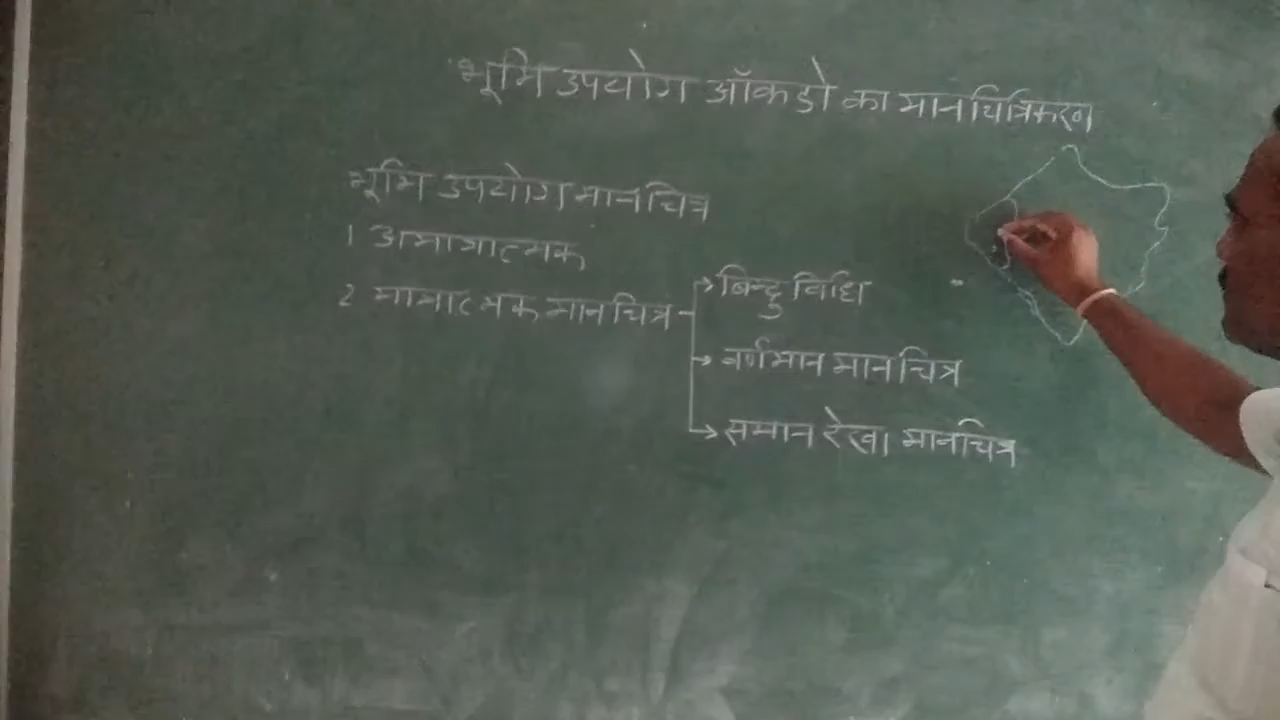 भूमि उपयोग आँकडो का मानचित्रिकरण
भूमि उपयोग मानचित्र
1 अमात्रात्मक
2 मात्रात्मक मानचित्र
बिन्दु विधि
वर्णमान मानचित्र
समान रेखा मानचित्र